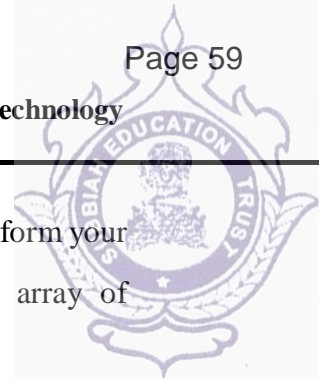 Page 59
echnology
EDUCATION
TRUST
form your
array of